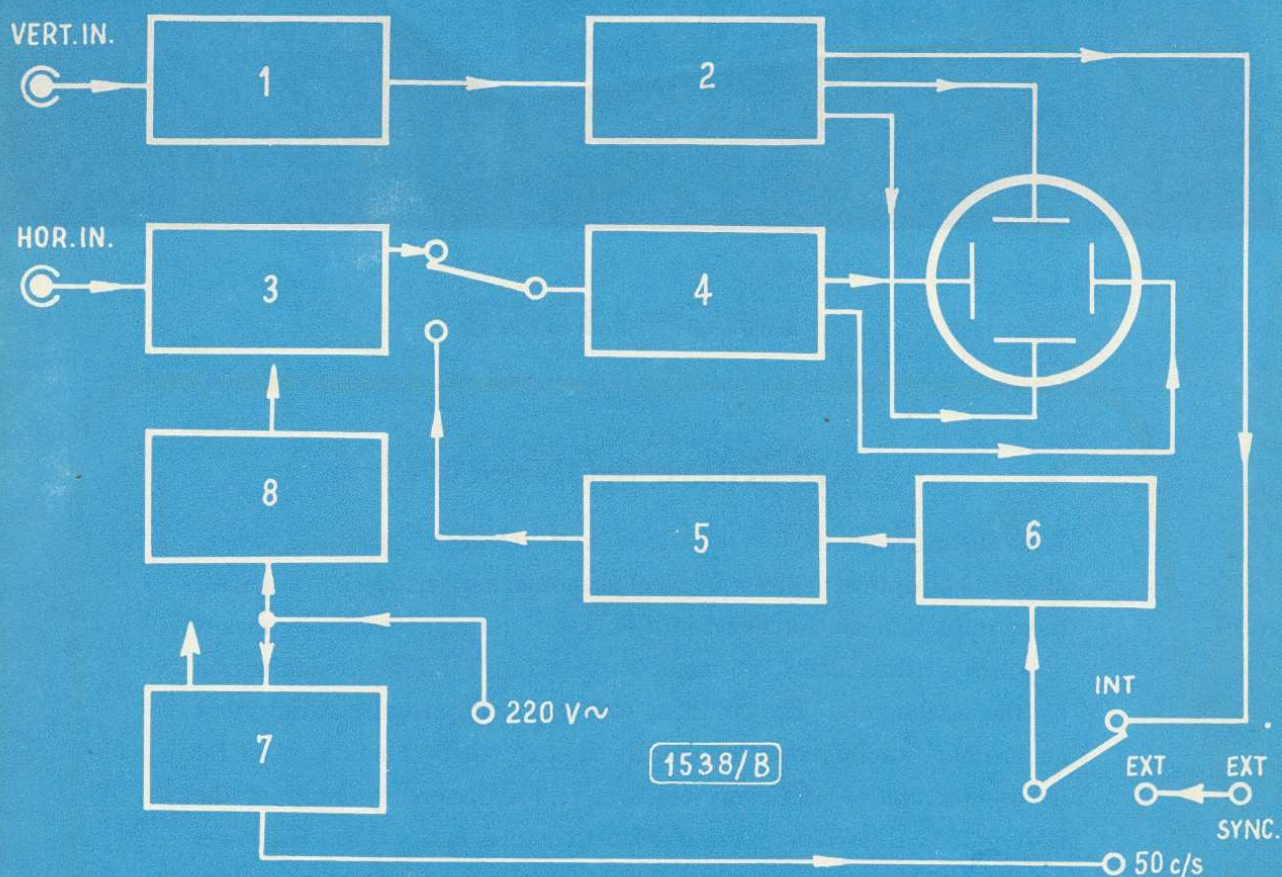 VERT.IN.
1
2
HOR.IN.
3
4
8
5
6
7
220 V~
INT
1538/B
EXT
EXT
SYNC.
50 c/s